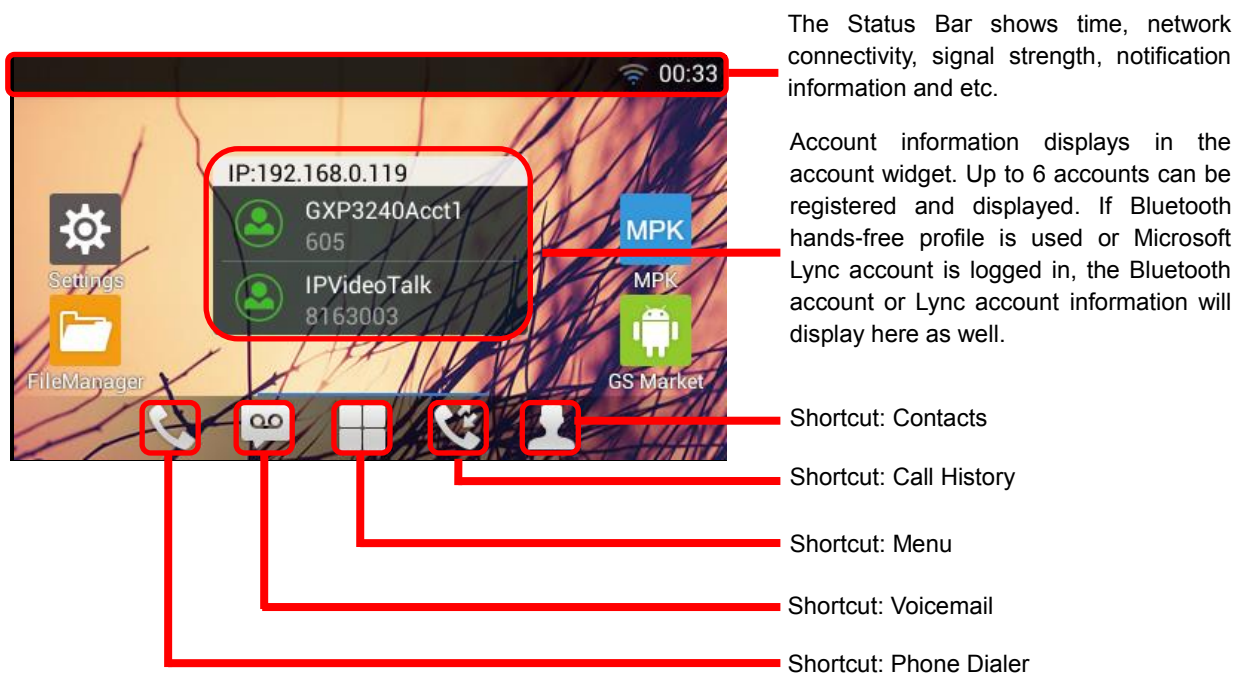 The Status Bar shows time, network
connectivity, signal strength, notification
information and etc.
00:33
Account information displays in the
account widget. Up to 6 accounts can be
registered and displayed. If Bluetooth
hands-free profile is used or Microsoft
Lync account is logged in, the Bluetooth
account or Lync account information will
display here as well.
IP:192.168.0.119
GXP3240Acct1
605
IPVideoTalk
8163003
Settings
FileManager
MPK
MPK
GS Market
Shortcut: Contacts
Shortcut: Call History
Shortcut: Menu
Shortcut: Voicemail
Shortcut: Phone Dialer